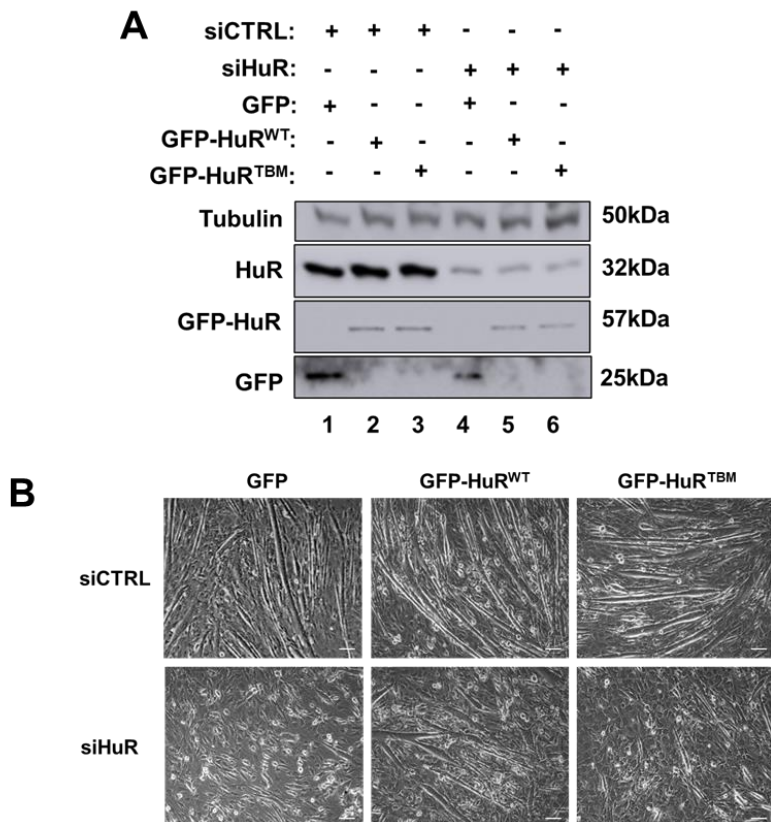 A
siCTRL: + + + - - -
siHuR: - - - + + +
GFP: + - - + - -
GFP-HuRWT: - + - - + -
GFP-HuRTBM: - - + - - +
Tubulin 50kDa
HuR 32kDa
GFP-HuR 57kDa
GFP 25kDa
1 2 3 4 5 6
B
GFP GFP-HuRWT GFP-HuRTBM
siCTRL
siHuR